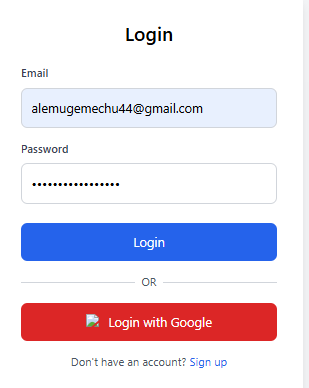 Login
Email
alemugemechu44@gmail.com
Password
•••••••••••••••••
Login
OR
Login with Google
Don't have an account? Sign up